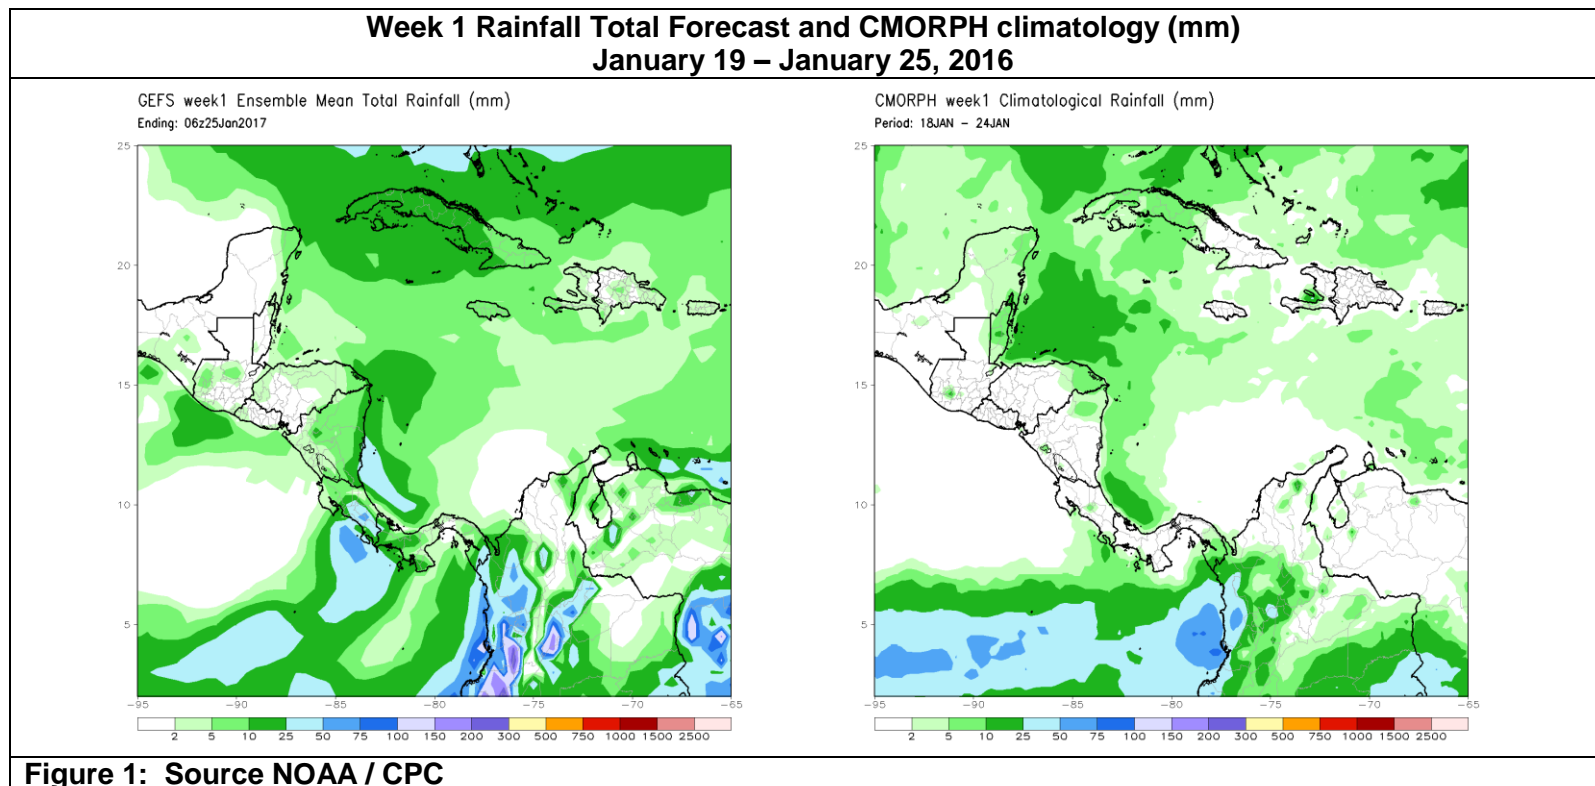 Week 1 Rainfall Total Forecast and CMORPH climatology (mm)
January 19 – January 25, 2016
GEFS week1 Ensemble Mean Total Rainfall (mm)
Ending: 06z25Jan2017
25
20
15
10
5
-95 -90 -85 -80 -75 -70 -65
2 5 10 25 50 75 100 150 200 300 500 750 1000 1500 2500
CMORPH week1 Climatological Rainfall (mm)
Period: 18JAN - 24JAN
25
20
15
10
5
-95 -90 -85 -80 -75 -70 -65
2 5 10 25 50 75 100 150 200 300 500 750 1000 1500 2500
Figure 1: Source NOAA / CPC